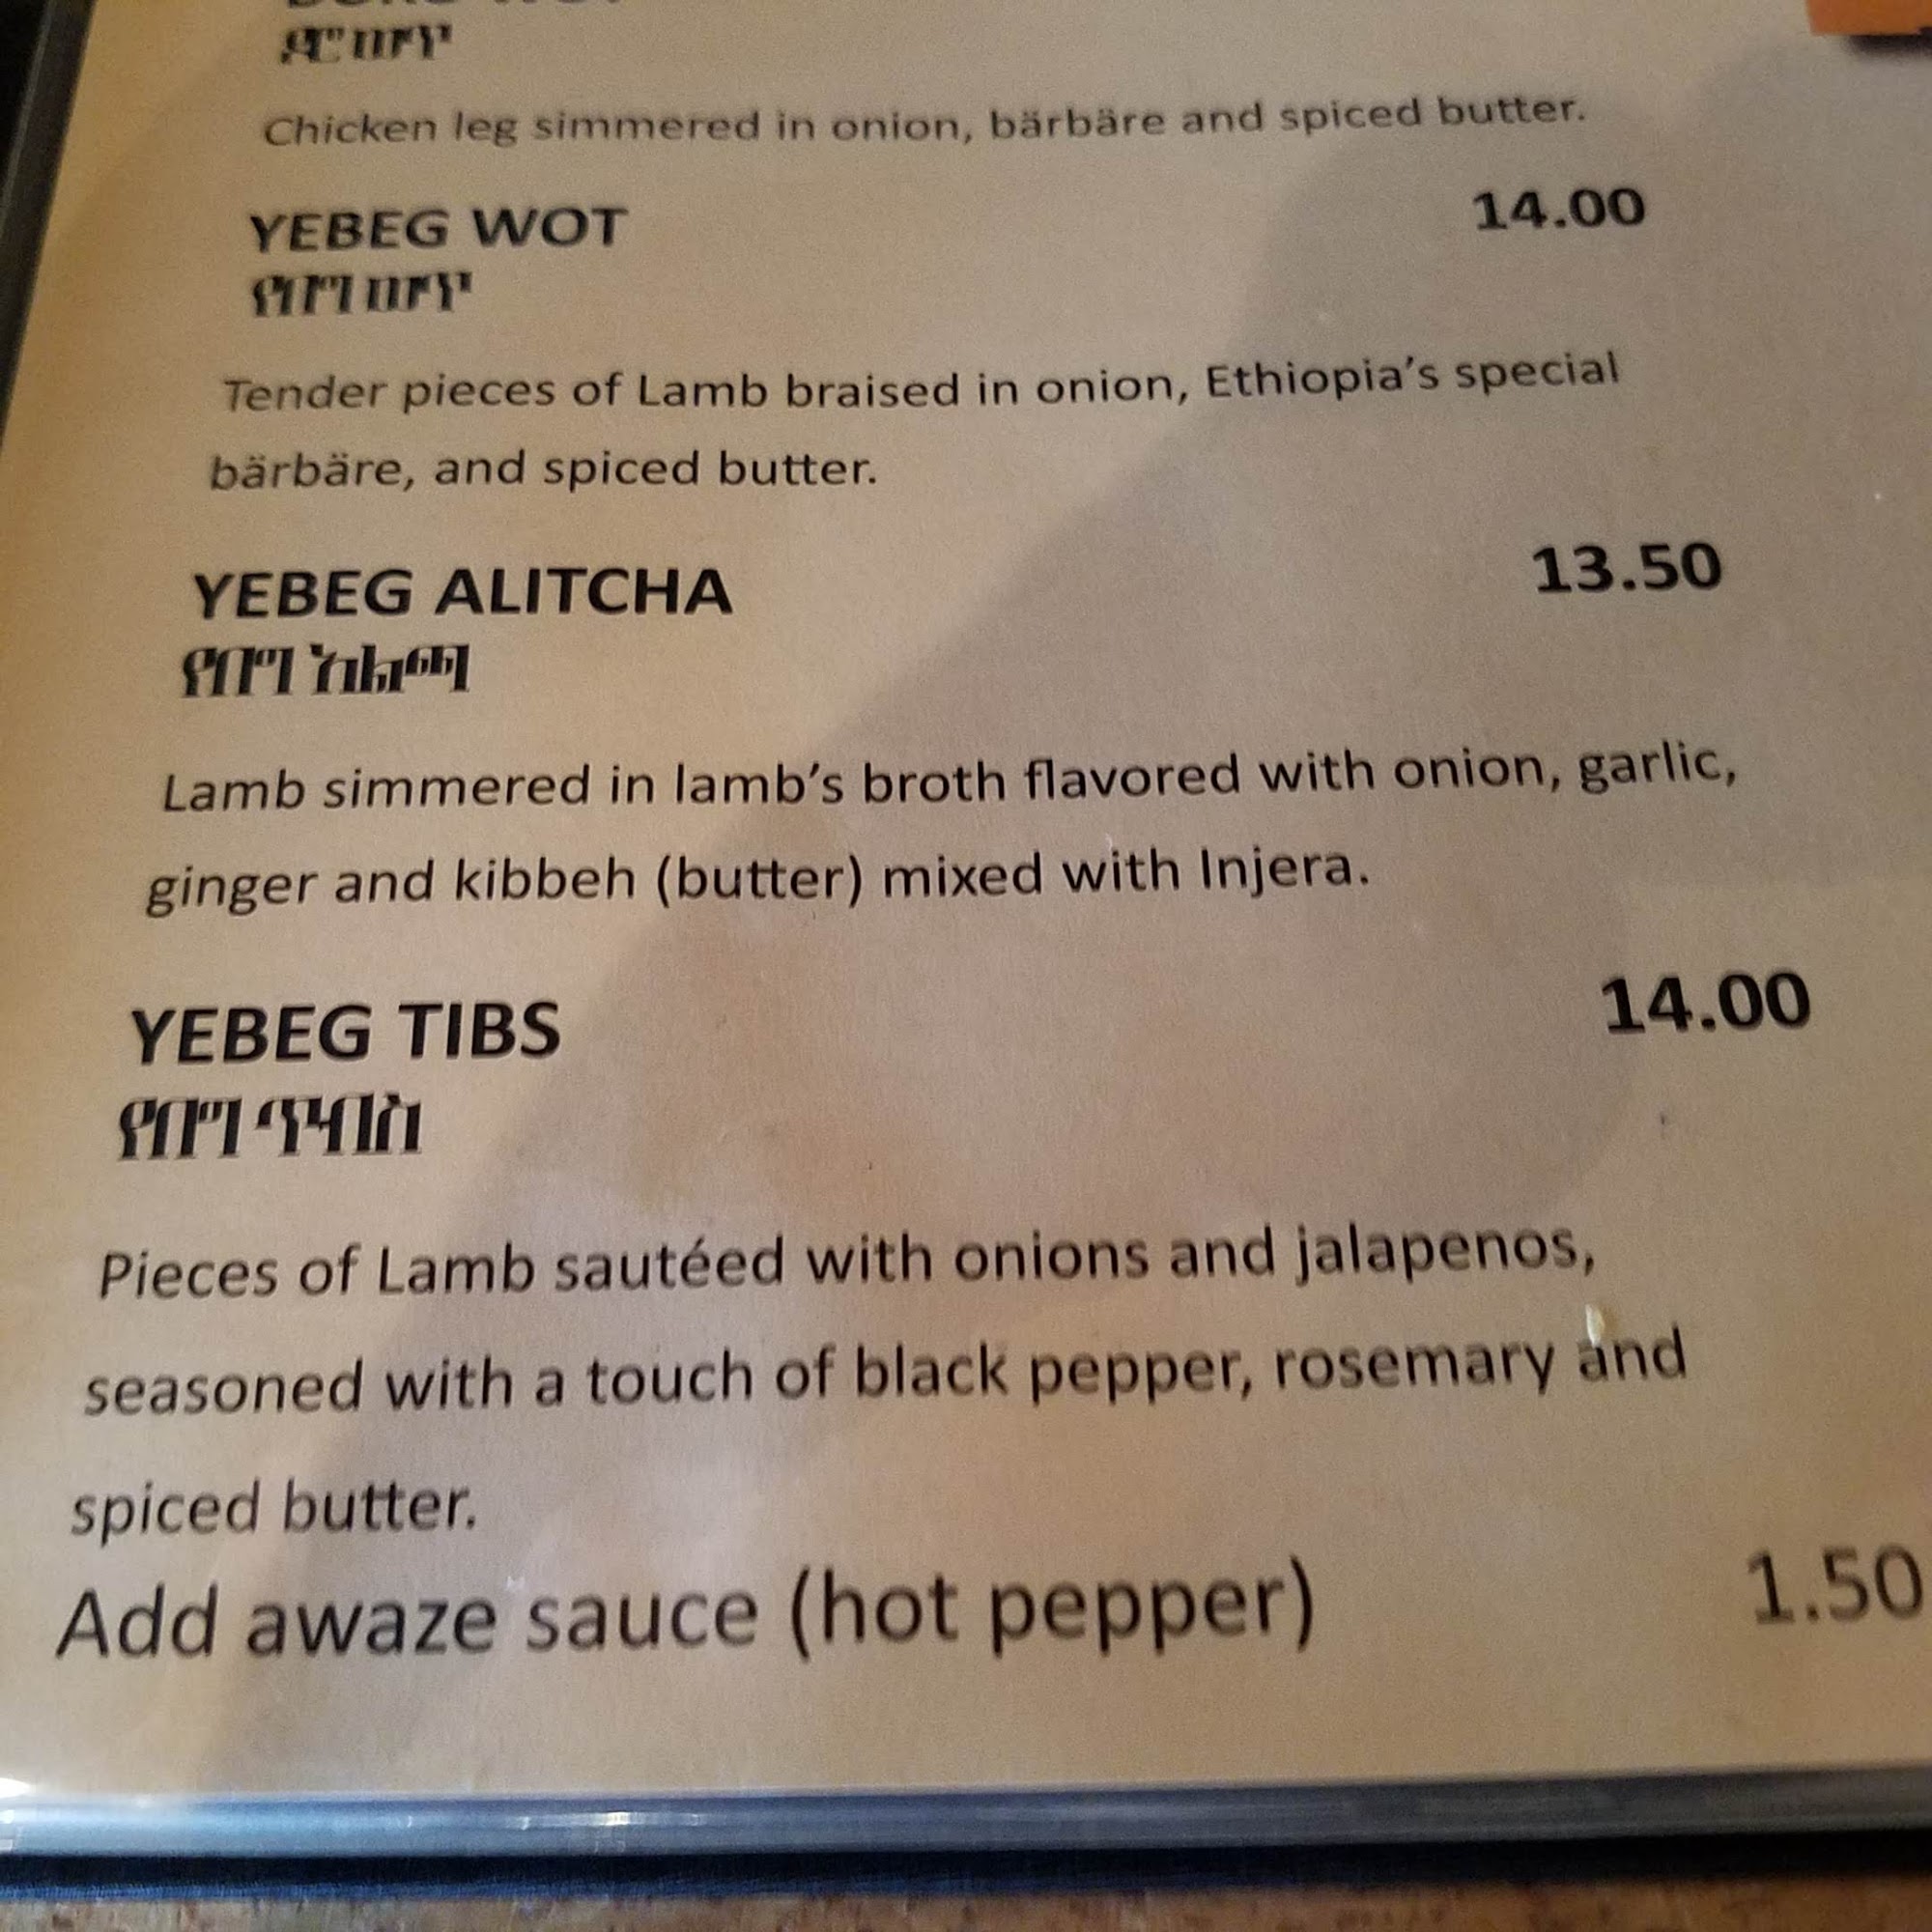 Chicken leg simmered in onion, bärbäre and spiced butter.
YEBEG WOT 14.00
Tender pieces of Lamb braised in onion, Ethiopia's special
bärbäre, and spiced butter.
YEBEG ALITCHA 13.50
የበግ አልጫ
Lamb simmered in lamb's broth flavored with onion, garlic,
ginger and kibbeh (butter) mixed with Injera.
YEBEG TIBS 14.00
የበግ ጥብስ
Pieces of Lamb sautéed with onions and jalapenos,
seasoned with a touch of black pepper, rosemary and
spiced butter.
Add awaze sauce (hot pepper) 1.50